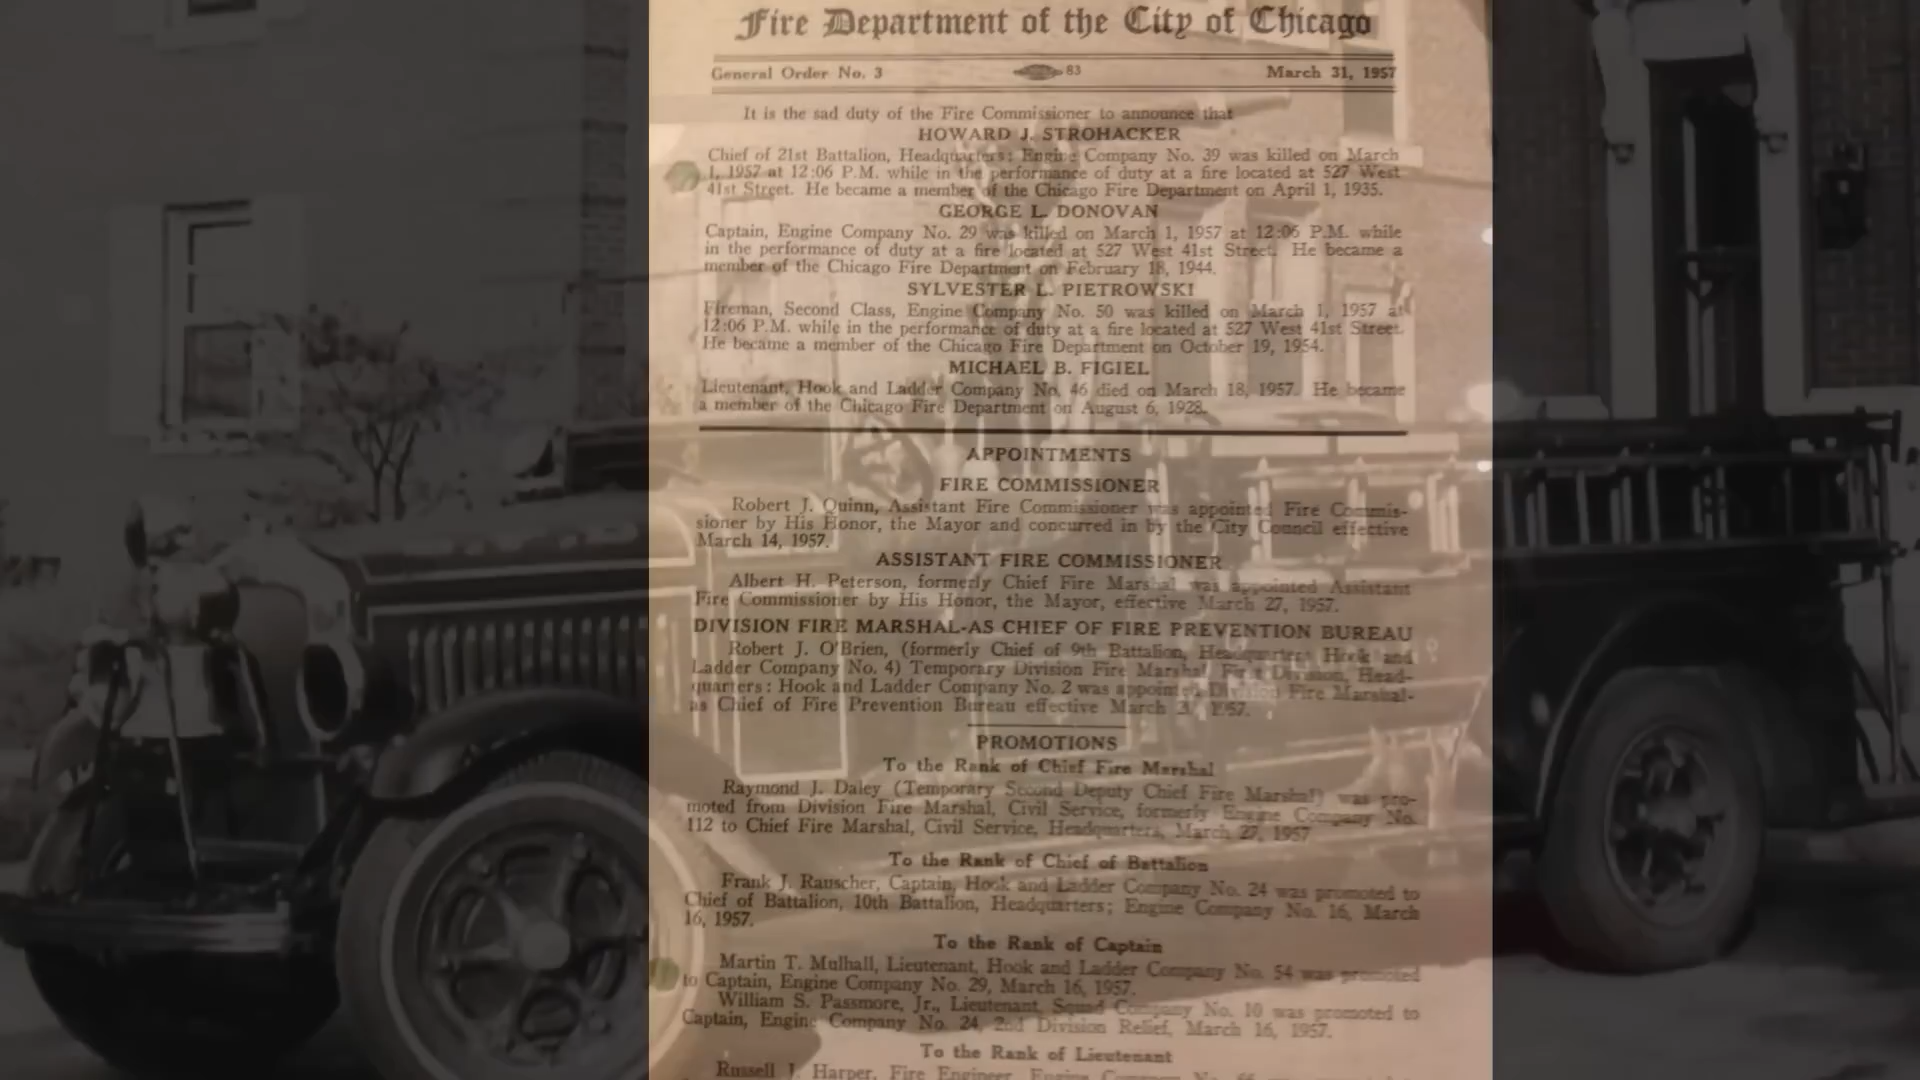 Fire Department of the City of Chicago
General Order No. 3 83 March 31, 1957
It is the sad duty of the Fire Commissioner to announce that
HOWARD J. STROHACKER
Chief of 21st Battalion, Headquarters: Engine Company No. 39 was killed on March
1, 1957 at 12:06 P.M. while in the performance of duty at a fire located at 527 West
41st Street. He became a member of the Chicago Fire Department on April 1, 1935.
GEORGE L. DONOVAN
Captain, Engine Company No. 29 was killed on March 1, 1957 at 12:06 P.M. while
in the performance of duty at a fire located at 527 West 41st Street. He became a
member of the Chicago Fire Department on February 18, 1944.
SYLVESTER L. PIETROWSKI
Fireman, Second Class, Engine Company No. 50 was killed on March 1, 1957 at
12:06 P.M. while in the performance of duty at a fire located at 527 West 41st Street.
He became a member of the Chicago Fire Department on October 19, 1954.
MICHAEL B. FIGIEL
Lieutenant, Hook and Ladder Company No. 46 died on March 18, 1957. He became
a member of the Chicago Fire Department on August 6, 1928.
APPOINTMENTS
FIRE COMMISSIONER
Robert J. Quinn, Assistant Fire Commissioner was appointed Fire Commis-
sioner by His Honor, the Mayor and concurred in by the City Council effective
March 14, 1957.
ASSISTANT FIRE COMMISSIONER
Albert H. Peterson, formerly Chief Fire Marshal was appointed Assistant
Fire Commissioner by His Honor, the Mayor, effective March 27, 1957.
DIVISION FIRE MARSHAL-AS CHIEF OF FIRE PREVENTION BUREAU
Robert J. O'Brien, (formerly Chief of 9th Battalion, Headquarters Hook and
Ladder Company No. 4) Temporary Division Fire Marshal, First Division, Head-
quarters: Hook and Ladder Company No. 2 was appointed Division Fire Marshal-
as Chief of Fire Prevention Bureau effective March 1957.
PROMOTIONS
To the Rank of Chief Fire Marshal
Raymond J. Daley (Temporary Second Deputy Chief Fire Marshal) was pro-
moted from Division Fire Marshal, Civil Service, formerly Engine Company No.
112 to Chief Fire Marshal, Civil Service, Headquarters, March 27, 1957
To the Rank of Chief of Battalion
Frank J. Rauscher, Captain, Hook and Ladder Company No. 24 was promoted to
Chief of Battalion, 10th Battalion, Headquarters; Engine Company No. 16, March
16, 1957.
To the Rank of Captain
Martin T. Mulhall, Lieutenant, Hook and Ladder Company No. 54 was promoted
to Captain, Engine Company No. 29, March 16, 1957.
William S. Passmore, Jr., Lieutenant, Squad Company No. 10 was promoted to
Captain, Engine Company No. 24, 2nd Division Relief, March 16, 1957.
To the Rank of Lieutenant
Russell J. Harper, Fire Engineer, Engine Company No.